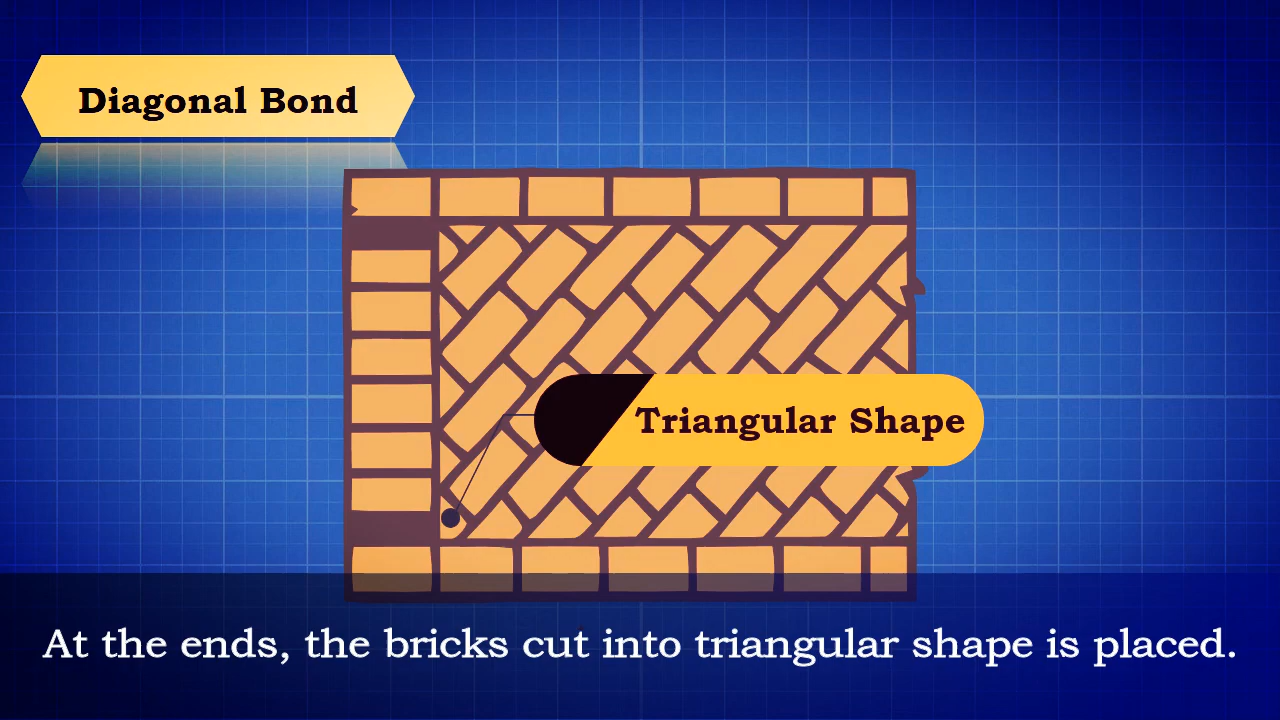 Diagonal Bond
Triangular Shape
At the ends, the bricks cut into triangular shape is placed.